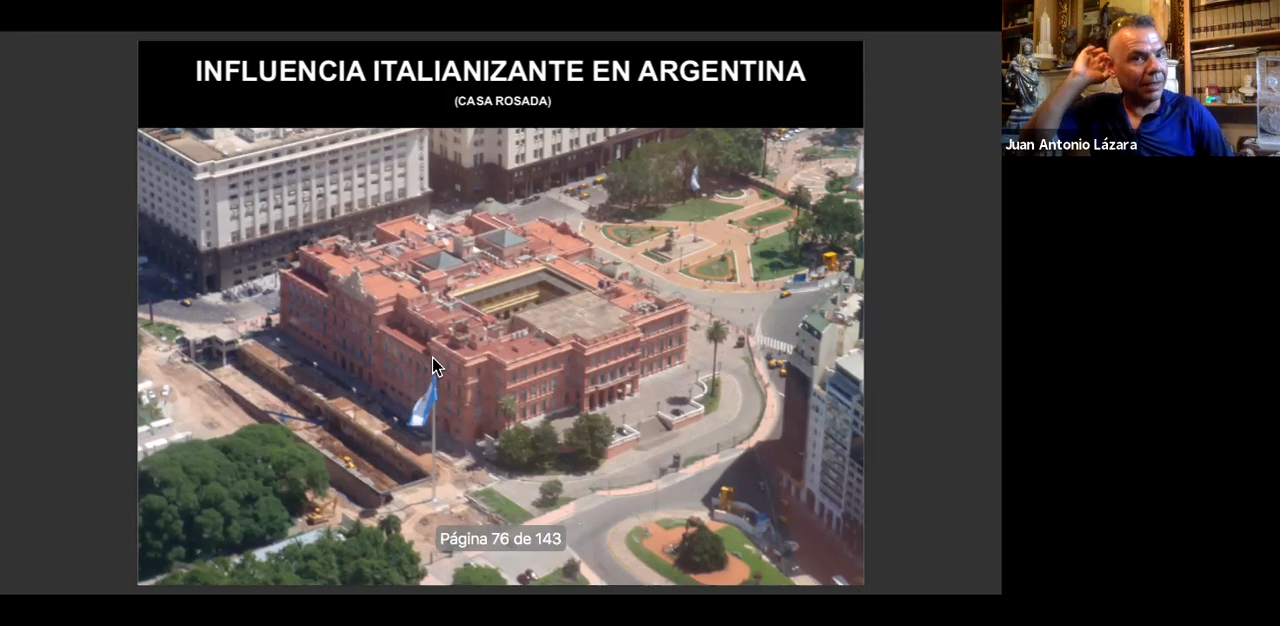 INFLUENCIA ITALIANIZANTE EN ARGENTINA
(CASA ROSADA)
Juan Antonio Lázara
Página 76 de 143